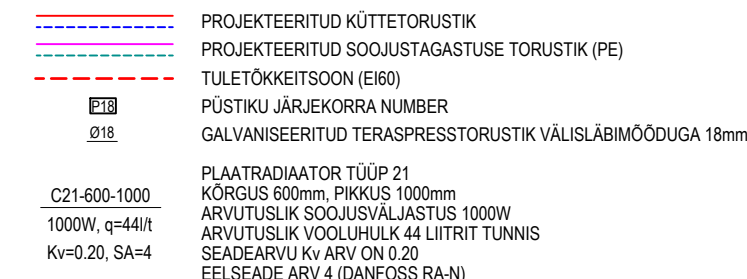 PROJEKTEERITUD KÜTTETORUSTIK
PROJEKTEERITUD SOOJUSTAGASTUSE TORUSTIK (PE)
TULETÕKKEITSOON (EI60)
P18 PÜSTIKU JÄRJEKORRA NUMBER
Ø18 GALVANISEERITUD TERASPRESSTORUSTIK VÄLISLÄBIMÕÕDUGA 18mm
C21-600-1000
1000W, q=44l/t
Kv=0.20, SA=4
PLAATRADIAATOR TÜÜP 21
KÕRGUS 600mm, PIKKUS 1000mm
ARVUTUSLIK SOOJUSVÄLJASTUS 1000W
ARVUTUSLIK VOOLUHULK 44 LIITRIT TUNNIS
SEADEARVU Kv ARV ON 0.20
EELSEADE ARV 4 (DANFOSS RA-N)